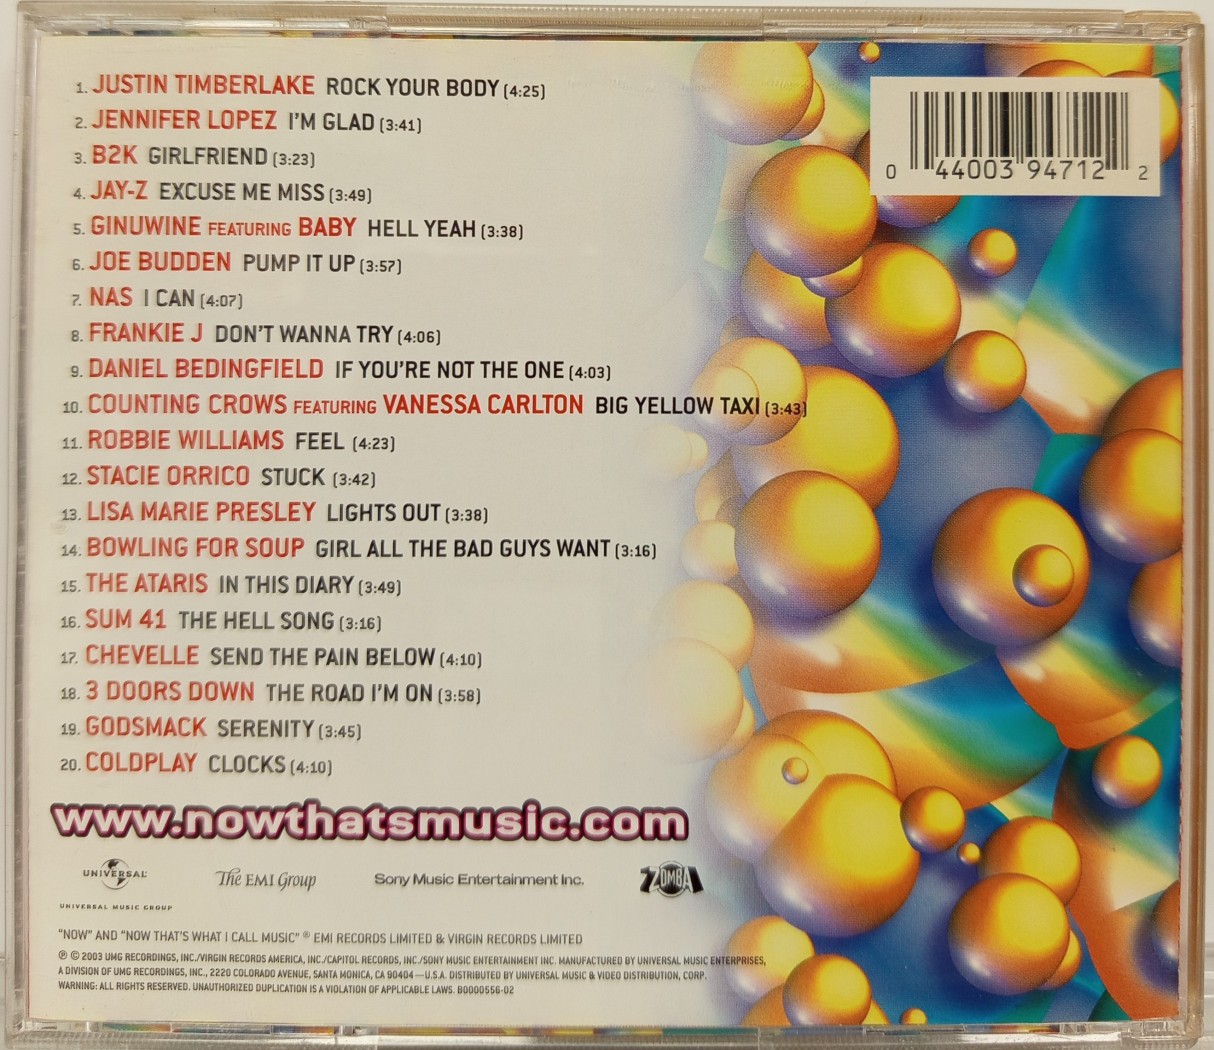 1. JUSTIN TIMBERLAKE ROCK YOUR BODY (4:25)
2. JENNIFER LOPEZ I'M GLAD (3:41)
3. B2K GIRLFRIEND (3:23)
4. JAY-Z EXCUSE ME MISS (3:49)
5. GINUWINE FEATURING BABY HELL YEAH (3:38)
6. JOE BUDDEN PUMP IT UP (3:57)
7. NAS I CAN (4:07)
8. FRANKIE J DON'T WANNA TRY (4:06)
9. DANIEL BEDINGFIELD IF YOU'RE NOT THE ONE (4:03)
10. COUNTING CROWS FEATURING VANESSA CARLTON BIG YELLOW TAXI (3:43)
11. ROBBIE WILLIAMS FEEL (4:23)
12. STACIE ORRICO STUCK (3:42)
13. LISA MARIE PRESLEY LIGHTS OUT (3:38)
14. BOWLING FOR SOUP GIRL ALL THE BAD GUYS WANT (3:16)
15. THE ATARIS IN THIS DIARY (3:49)
16. SUM 41 THE HELL SONG (3:16)
17. CHEVELLE SEND THE PAIN BELOW (4:10)
18. 3 DOORS DOWN THE ROAD I'M ON (3:58)
19. GODSMACK SERENITY (3:45)
20. COLDPLAY CLOCKS (4:10)
0 44003 94712 2
www.nowthatsmusic.com
UNIVERSAL
UNIVERSAL MUSIC GROUP
The EMI Group
Sony Music Entertainment Inc.
ZOMBA
"NOW" AND "NOW THAT'S WHAT I CALL MUSIC" ® EMI RECORDS LIMITED & VIRGIN RECORDS LIMITED
℗ © 2003 UMG RECORDINGS, INC./VIRGIN RECORDS AMERICA, INC./CAPITOL RECORDS, INC./SONY MUSIC ENTERTAINMENT INC. MANUFACTURED BY UNIVERSAL MUSIC ENTERPRISES,
A DIVISION OF UMG RECORDINGS, INC., 2220 COLORADO AVENUE, SANTA MONICA, CA 90404—U.S.A. DISTRIBUTED BY UNIVERSAL MUSIC & VIDEO DISTRIBUTION, CORP.
WARNING: ALL RIGHTS RESERVED. UNAUTHORIZED DUPLICATION IS A VIOLATION OF APPLICABLE LAWS. B0000556-02